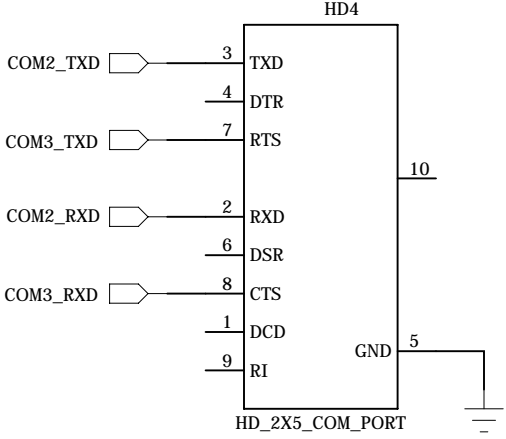 HD4
COM2_TXD 3 TXD
4 DTR
COM3_TXD 7 RTS
10
COM2_RXD 2 RXD
6 DSR
COM3_RXD 8 CTS
1 DCD
GND 5
9 RI
HD_2X5_COM_PORT